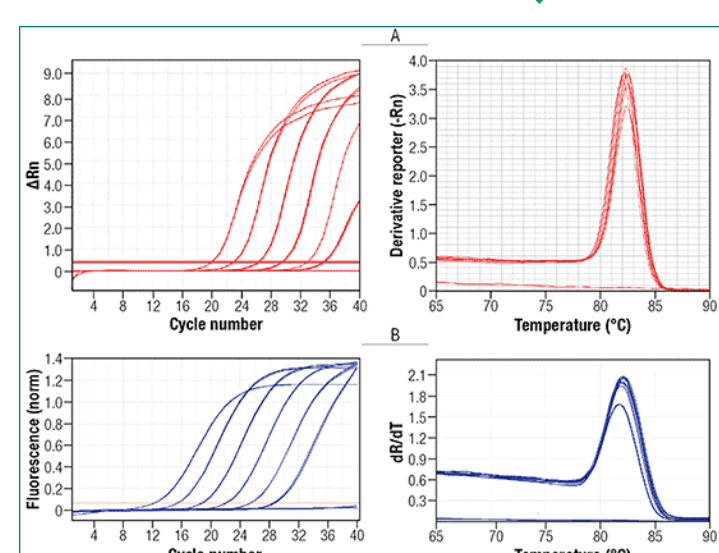 A
9.0
8.0
7.0
6.0
5.0
4.0
3.0
2.0
1.0
0
ΔRn
4 8 12 16 20 24 28 32 36 40
Cycle number
4.0
3.5
3.0
2.5
2.0
1.5
1.0
0.5
0
Derivative reporter (-Rn)
65 70 75 80 85 90
Temperature (°C)
B
1.4
1.2
1.0
0.8
0.6
0.4
0.2
0
Fluorescence (norm)
4 8 12 16 20 24 28 32 36 40
Cycle number
2.1
1.8
1.5
1.2
0.9
0.6
0.3
dR/dT
65 70 75 80 85 90
Temperature (°C)